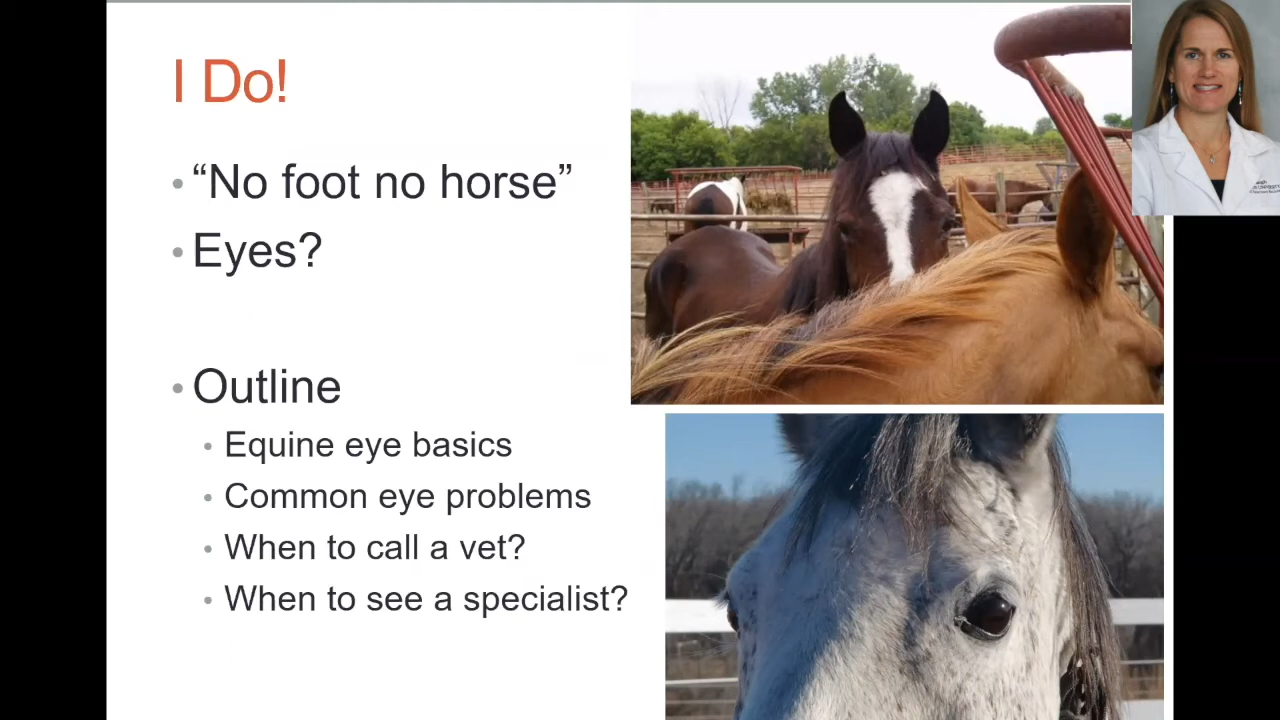 I Do!
“No foot no horse”
Eyes?
Outline
Equine eye basics
Common eye problems
When to call a vet?
When to see a specialist?